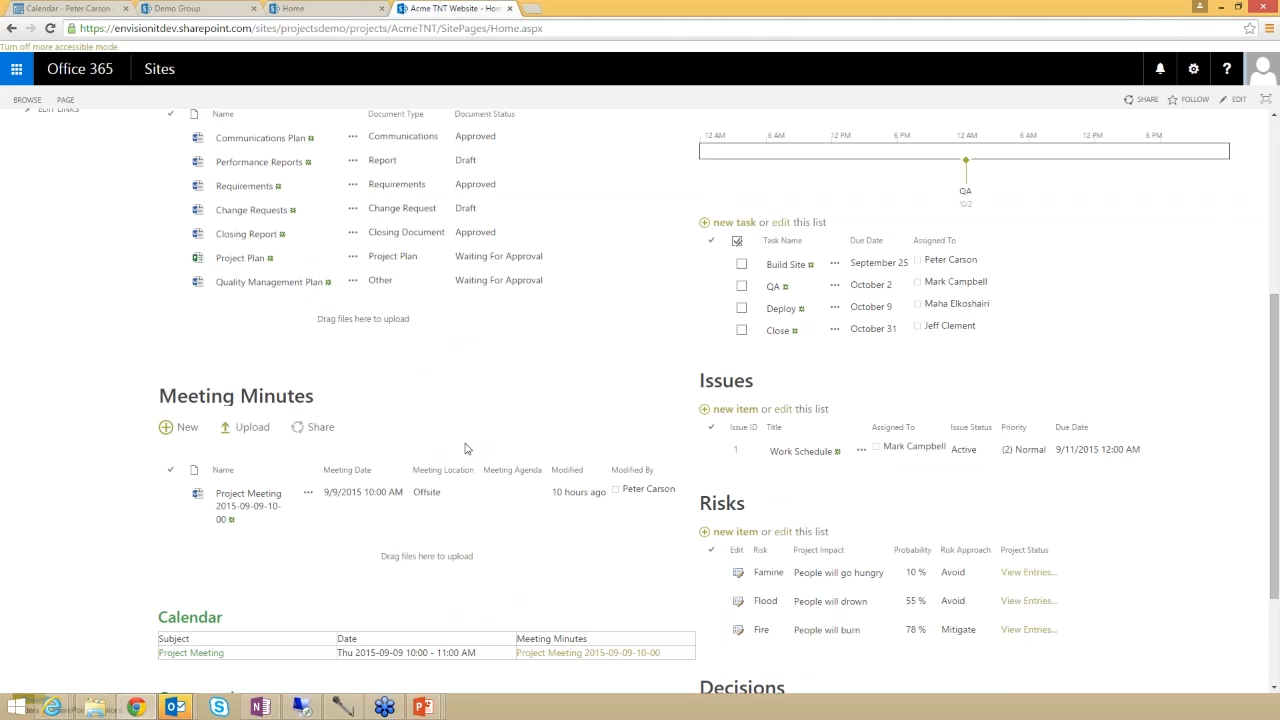 Calendar - Peter Carson - 
Demo Group
Home
Acme TNT Website - Ho
https://envisionitdev.sharepoint.com/sites/projectsdemo/projects/AcmeTNT/SitePages/Home.aspx
Turn off more accessible mode
Office 365 Sites
BROWSE PAGE SHARE FOLLOW EDIT
EDIT LINKS
Name Document Type Document Status
Communications Plan ... Communications Approved
Performance Reports ... Report Draft
Requirements ... Requirements Approved
Change Requests ... Change Request Draft
Closing Report ... Closing Document Approved
Project Plan ... Project Plan Waiting For Approval
Quality Management Plan ... Other Waiting For Approval
Drag files here to upload
Meeting Minutes
New Upload Share
Name Meeting Date Meeting Location Meeting Agenda Modified Modified By
Project Meeting ... 9/9/2015 10:00 AM Offsite 10 hours ago Peter Carson
2015-09-09-10-
00
Drag files here to upload
Calendar
Subject Date Meeting Minutes
Project Meeting Thu 2015-09-09 10:00 - 11:00 AM Project Meeting 2015-09-09-10-00
12 AM 6 AM 12 PM 6 PM 12 AM 6 AM 12 PM 6 PM
QA
10/2
new task or edit this list
Task Name Due Date Assigned To
Build Site ... September 25 Peter Carson
QA ... October 2 Mark Campbell
Deploy ... October 9 Maha Elkoshairi
Close ... October 31 Jeff Clement
Issues
new item or edit this list
Issue ID Title Assigned To Issue Status Priority Due Date
1 Work Schedule ... Mark Campbell Active (2) Normal 9/11/2015 12:00 AM
Risks
new item or edit this list
Edit Risk Project Impact Probability Risk Approach Project Status
Famine People will go hungry 10 % Avoid View Entries...
Flood People will drown 55 % Avoid View Entries...
Fire People will burn 78 % Mitigate View Entries...
Decisions